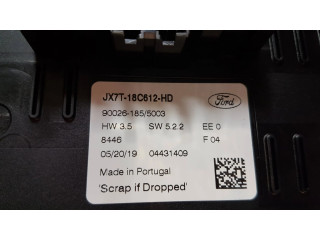 JX7T-18C612-HD
Ford
90026-185/5003
HW 3.5 SW 5.2.2 EE 0
8446 F 04
05/20/19 04431409
Made in Portugal
'Scrap if Dropped'